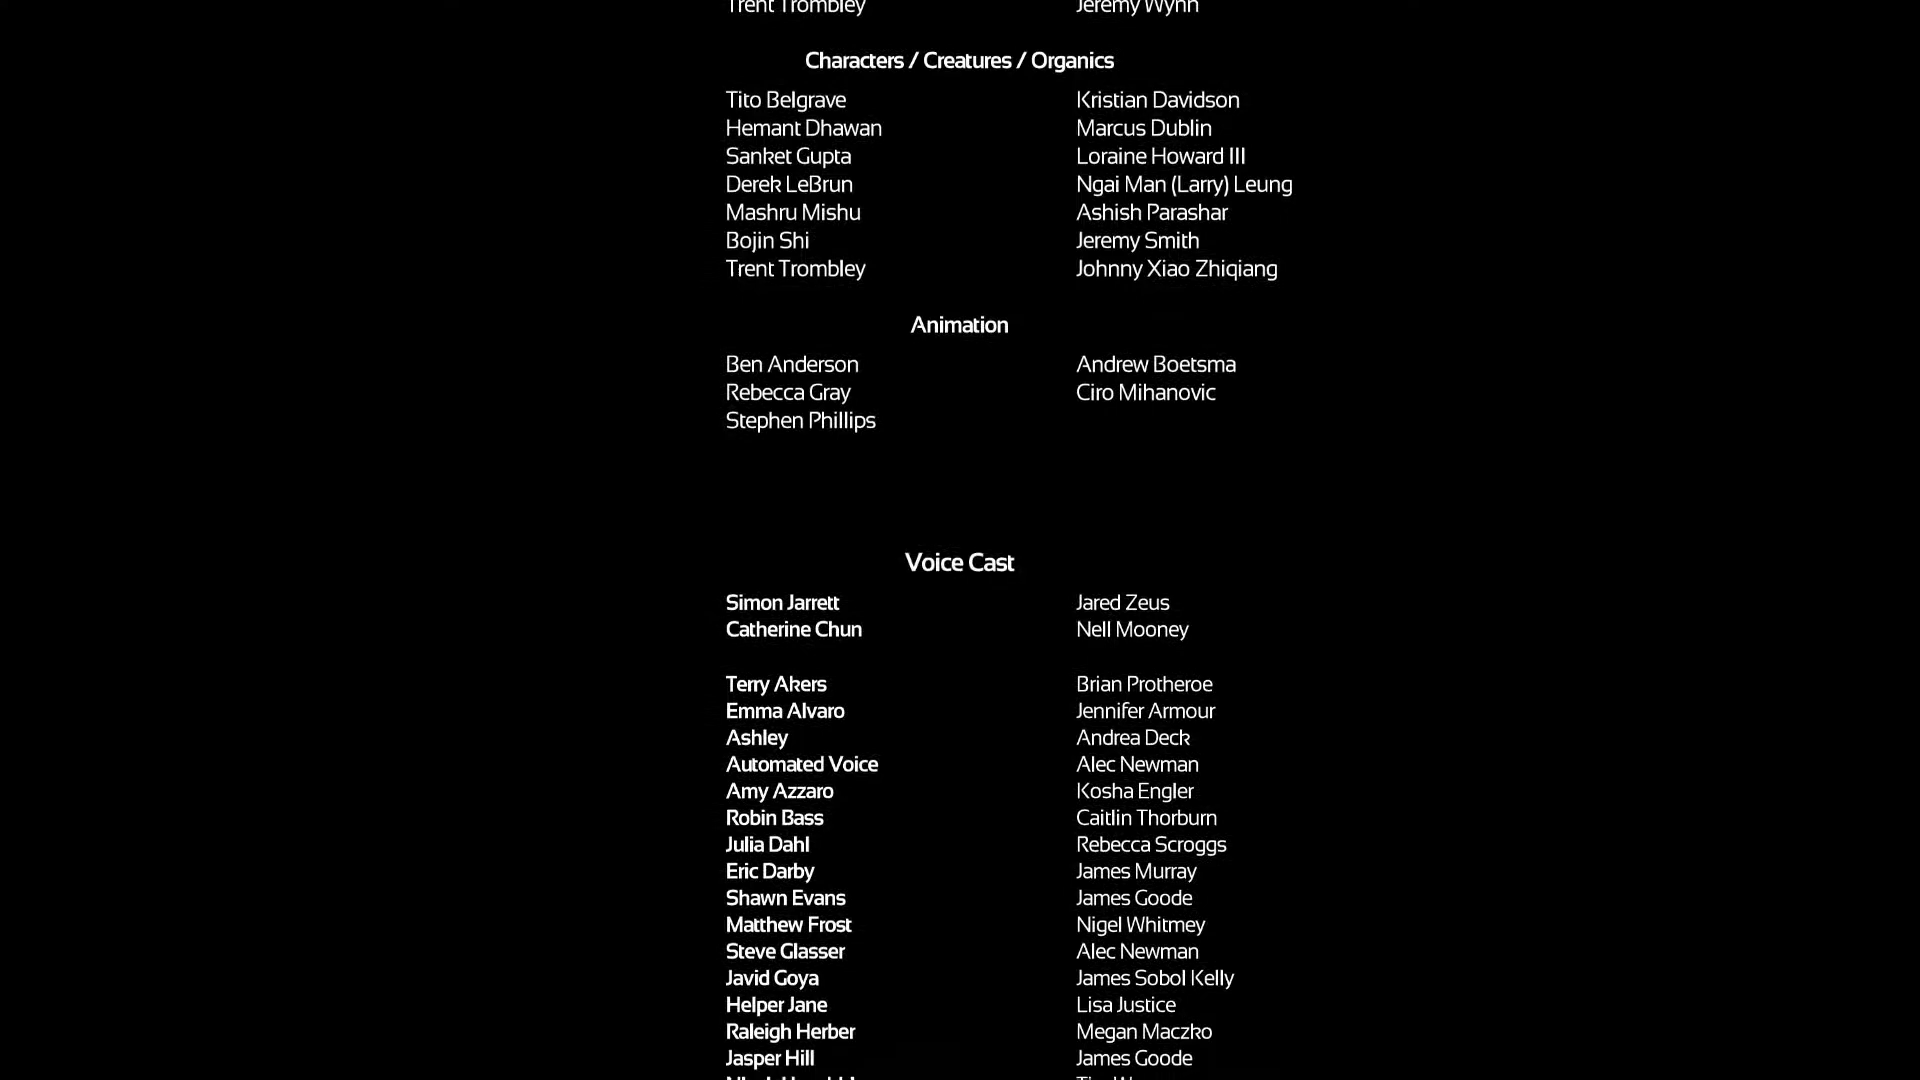 Trent Trombley Jeremy Wynn
Characters / Creatures / Organics
Tito Belgrave Kristian Davidson
Hemant Dhawan Marcus Dublin
Sanket Gupta Loraine Howard III
Derek LeBrun Ngai Man (Larry) Leung
Mashru Mishu Ashish Parashar
Bojin Shi Jeremy Smith
Trent Trombley Johnny Xiao Zhiqiang
Animation
Ben Anderson Andrew Boetsma
Rebecca Gray Ciro Mihanovic
Stephen Phillips
Voice Cast
Simon Jarrett Jared Zeus
Catherine Chun Nell Mooney
Terry Akers Brian Protheroe
Emma Alvaro Jennifer Armour
Ashley Andrea Deck
Automated Voice Alec Newman
Amy Azzaro Kosha Engler
Robin Bass Caitlin Thorburn
Julia Dahl Rebecca Scroggs
Eric Darby James Murray
Shawn Evans James Goode
Matthew Frost Nigel Whitmey
Steve Glasser Alec Newman
Javid Goya James Sobol Kelly
Helper Jane Lisa Justice
Raleigh Herber Megan Maczko
Jasper Hill James Goode